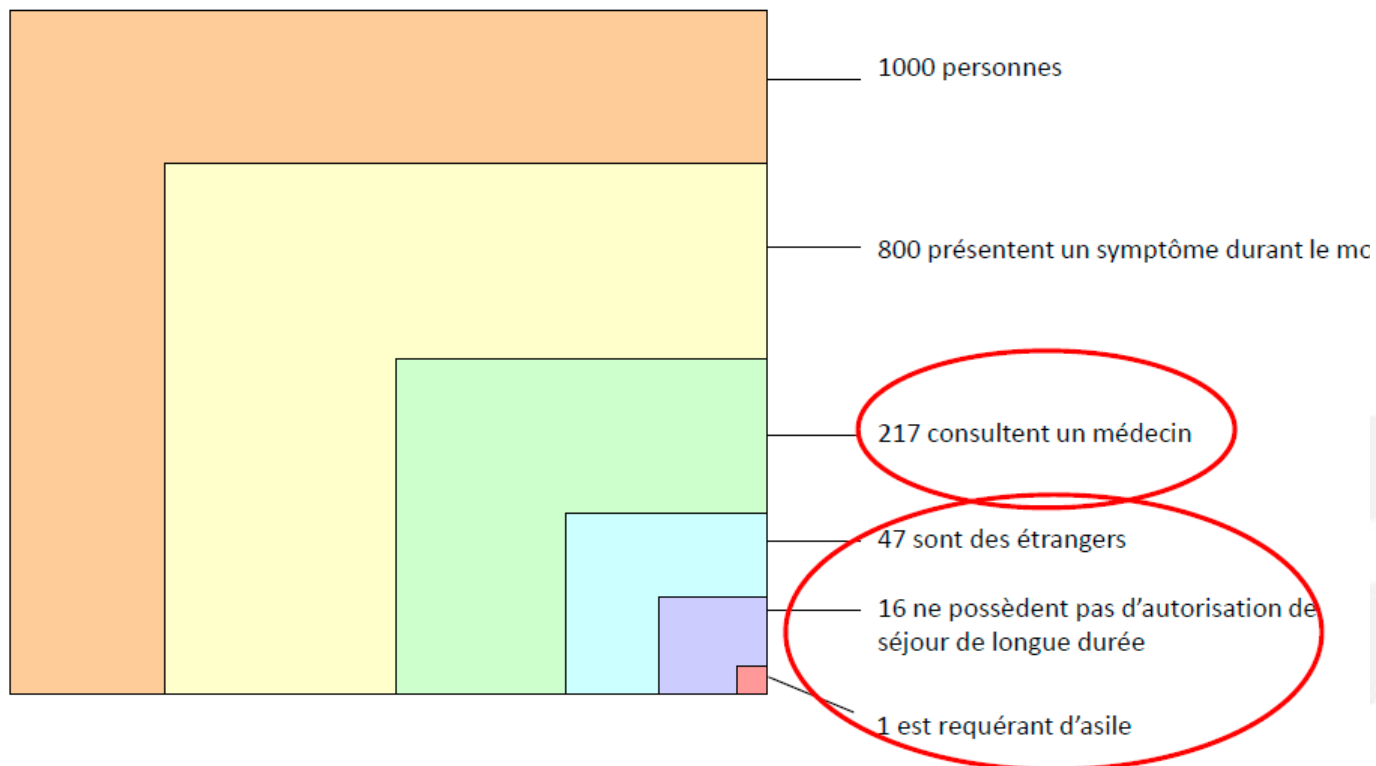 1000 personnes
800 présentent un symptôme durant le
217 consultent un médecin
47 sont des étrangers
16 ne possèdent pas d'autorisation de
séjour de longue durée
1 est requérant d'asile